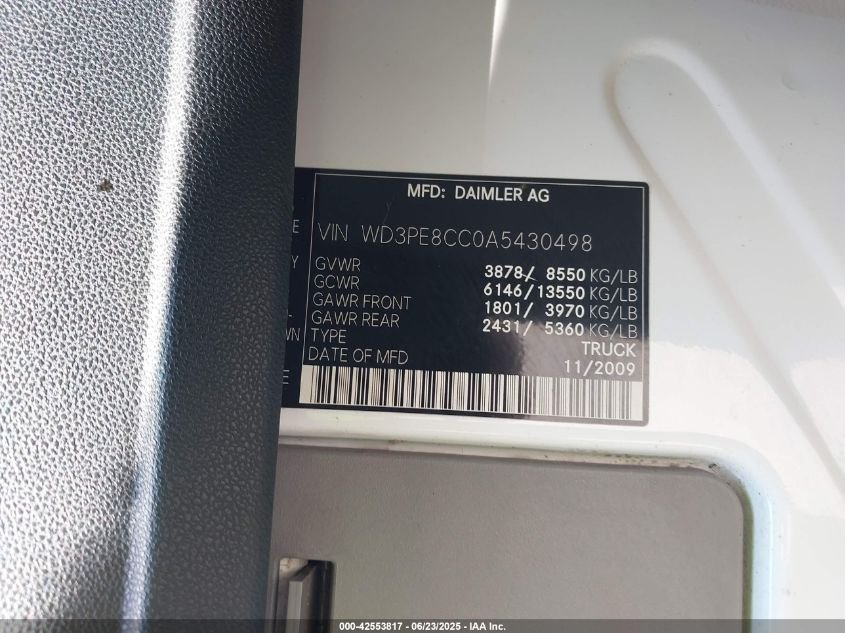 MFD: DAIMLER AG
VIN WD3PE8CC0A5430498
GVWR 3878/ 8550 KG/LB
GCWR 6146/13550 KG/LB
GAWR FRONT 1801/ 3970 KG/LB
GAWR REAR 2431/ 5360 KG/LB
TYPE TRUCK
DATE OF MFD 11/2009
E
Y
L
WN
E
000-42553817 - 06/23/2025 - IAA Inc.